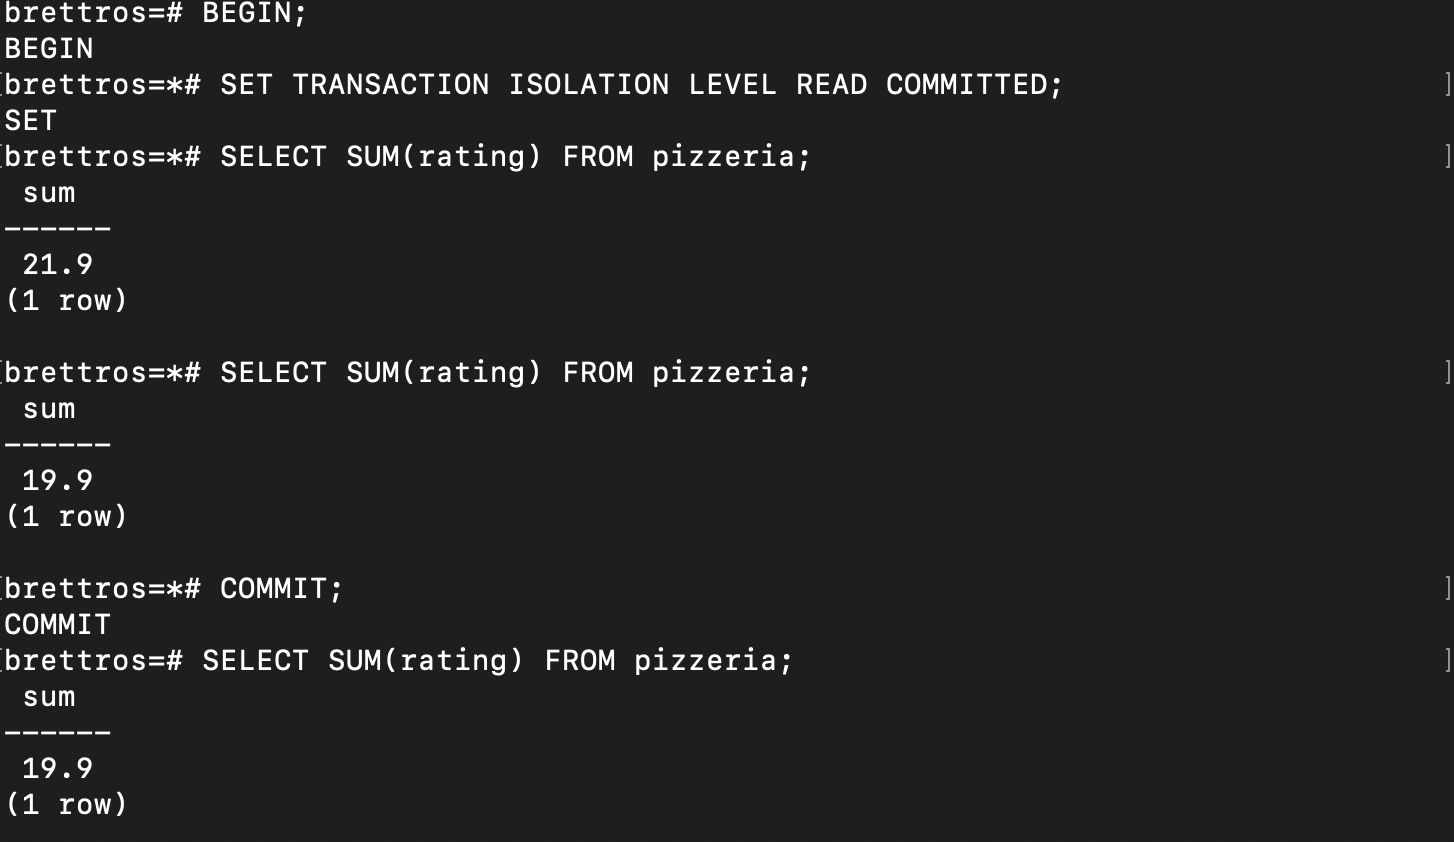 brettros=# BEGIN;
BEGIN
[brettros=*# SET TRANSACTION ISOLATION LEVEL READ COMMITTED; ]
SET
[brettros=*# SELECT SUM(rating) FROM pizzeria; ]
 sum
------
 21.9
(1 row)

[brettros=*# SELECT SUM(rating) FROM pizzeria; ]
 sum
------
 19.9
(1 row)

[brettros=*# COMMIT; ]
COMMIT
[brettros=# SELECT SUM(rating) FROM pizzeria; ]
 sum
------
 19.9
(1 row)